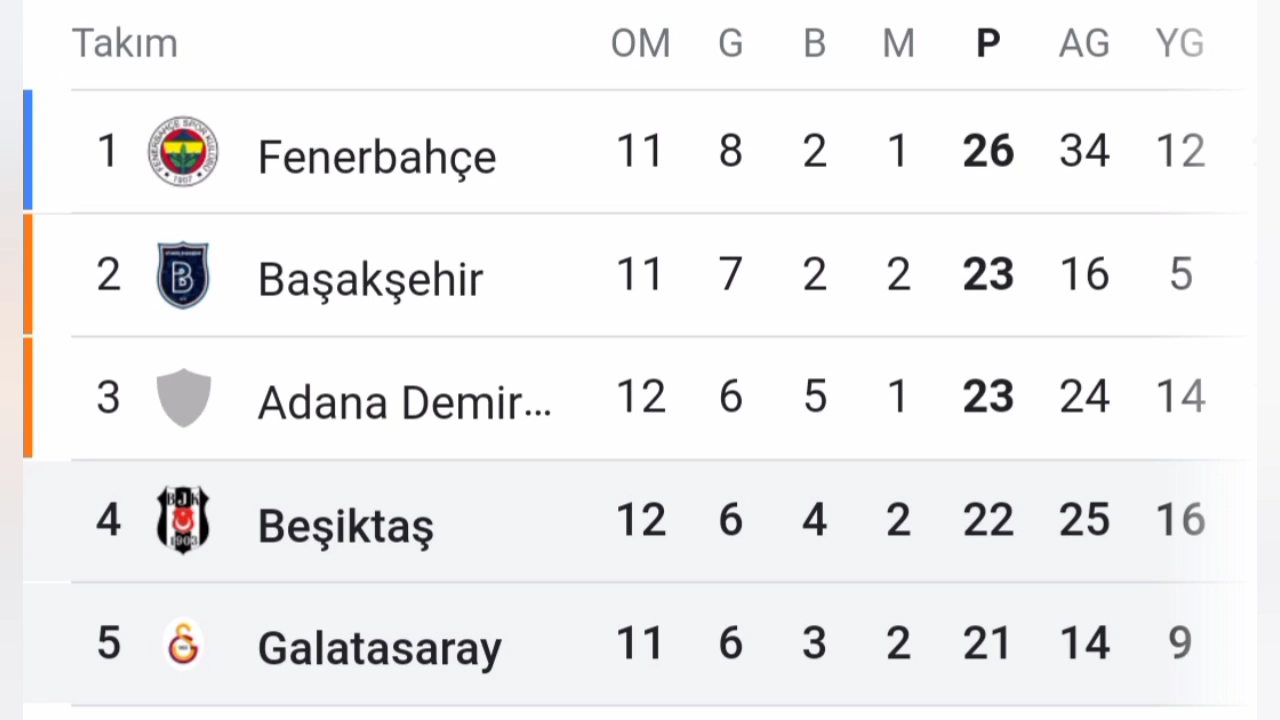 Takım OM G B M P AG YG
1 Fenerbahçe 11 8 2 1 26 34 12
2 Başakşehir 11 7 2 2 23 16 5
3 Adana Demir... 12 6 5 1 23 24 14
4 BJK 1903 Beşiktaş 12 6 4 2 22 25 16
5 Galatasaray 11 6 3 2 21 14 9